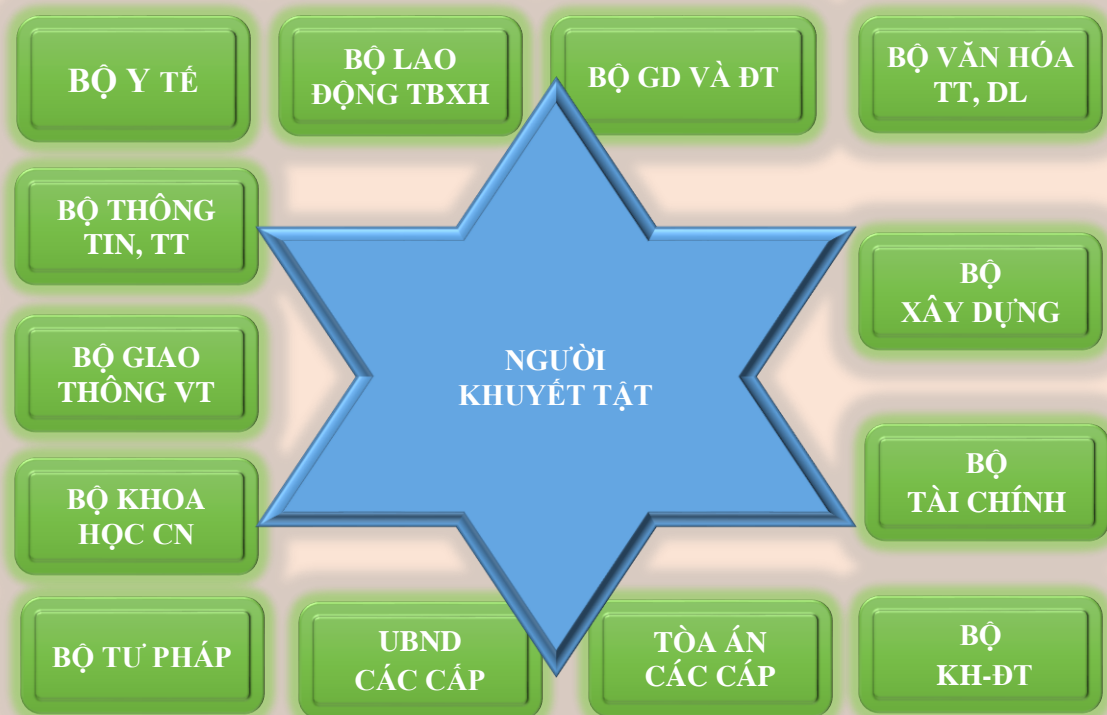 BỘ Y TẾ
BỘ LAO
ĐỘNG TBXH
BỘ GD VÀ ĐT
BỘ VĂN HÓA
TT, DL
BỘ THÔNG
TIN, TT
BỘ
XÂY DỰNG
BỘ GIAO
THÔNG VT
NGƯỜI
KHUYẾT TẬT
BỘ KHOA
HỌC CN
BỘ
TÀI CHÍNH
BỘ TƯ PHÁP
UBND
CÁC CẤP
TÒA ÁN
CÁC CÁP
BỘ
KH-ĐT